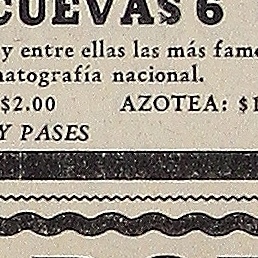 CUEVAS 6
y entre ellas las más fam
natografía nacional.
$2.00 AZOTEA: $1
Y PASES